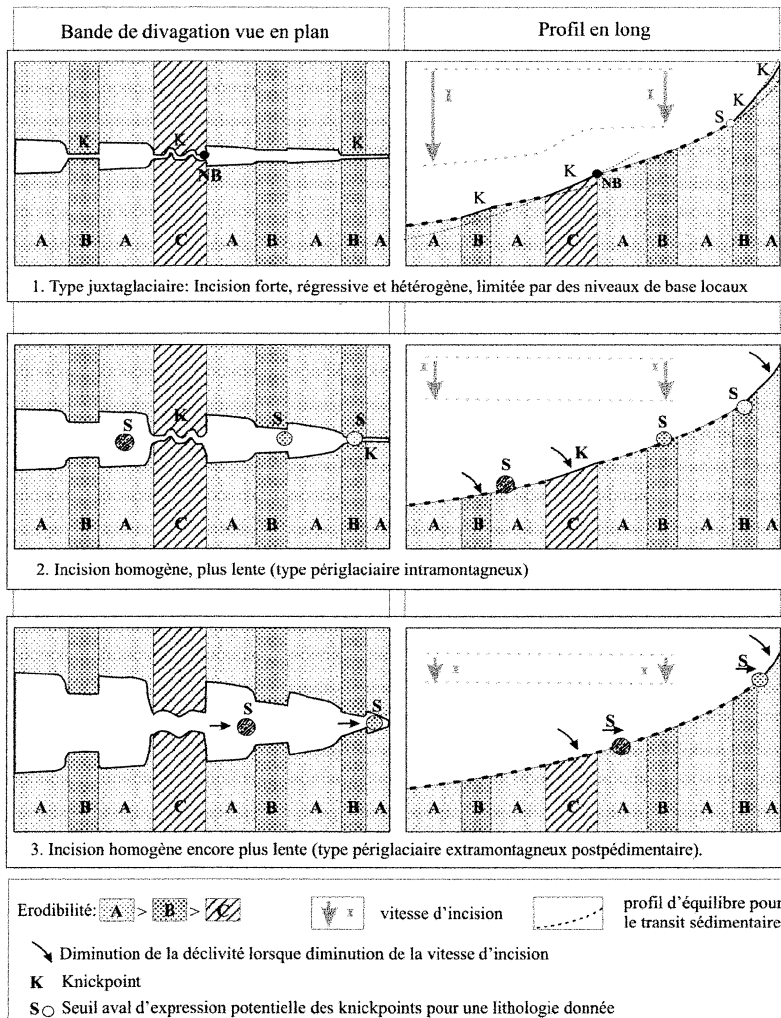 Bande de divagation vue en plan
Profil en long
K K K
NB
A B A C A B A B A
K
K
S
K
K
NB
A B A C A B A B A
1. Type juxtaglaciaire: Incision forte, régressive et hétérogène, limitée par des niveaux de base locaux
S K S S
K
A B A C A B A B A
S
S
K
S
A B A C A B A B A
2. Incision homogène, plus lente (type périglaciaire intramontagneux)
S S
A B A C A B A B A
S
S
A B A C A B A B A
3. Incision homogène encore plus lente (type périglaciaire extramontagneux postpédimentaire).
Erodibilité: A > B > C
vitesse d'incision
profil d'équilibre pour
le transit sédimentaire
Diminution de la déclivité lorsque diminution de la vitesse d'incision
K Knickpoint
S Seuil aval d'expression potentielle des knickpoints pour une lithologie donnée